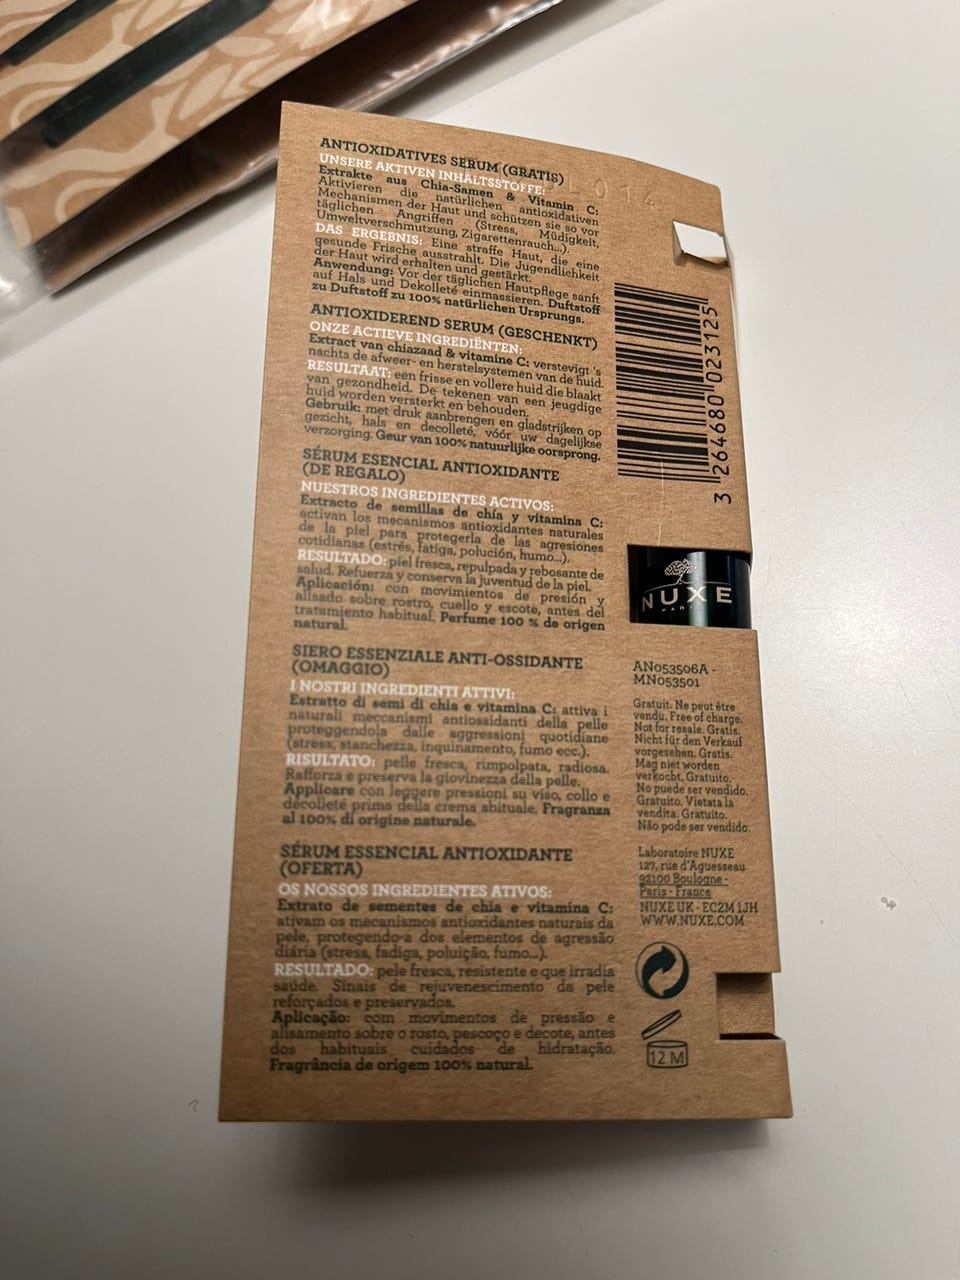 ANTIOXIDATIVES SERUM (GRATIS)
UNSERE AKTIVEN INHALTSSTOFFE:
Extrakte aus Chia-Samen & Vitamin C:
Aktivieren die natürlichen antioxidativen
Mechanismen der Haut und schützen sie so vor
täglichen Angriffen (Stress, Müdigkeit,
Umweltverschmutzung, Zigarettenrauch...).
DAS ERGEBNIS: Eine straffe Haut, die eine
gesunde Frische ausstrahlt. Die Jugendlichkeit
der Haut wird erhalten und gestärkt.
Anwendung: Vor der täglichen Hautpflege sanft
auf Hals und Dekolleté einmassieren. Duftstoff
zu Duftstoff zu 100% natürlichen Ursprungs.
ANTIOXIDEREND SERUM (GESCHENKT)
ONZE ACTIEVE INGREDIËNTEN:
Extract van chiazaad & vitamine C: verstevigt 's
nachts de afweer- en herstelsystemen van de huid.
RESULTAAT: een frisse en vollere huid die blaakt
van gezondheid. De tekenen van een jeugdige
huid worden versterkt en behouden.
Gebruik: met druk aanbrengen en gladstrijken op
gezicht, hals en decolleté, vóór uw dagelijkse
verzorging. Geur van 100% natuurlijke oorsprong.
SÉRUM ESENCIAL ANTIOXIDANTE
(DE REGALO)
NUESTROS INGREDIENTES ACTIVOS:
Extracto de semillas de chía y vitamina C:
activan los mecanismos antioxidantes naturales
de la piel para protegerla de las agresiones
cotidianas (estrés, fatiga, polución, humo...).
RESULTADO: piel fresca, repulpada y rebosante de
salud. Refuerza y conserva la juventud de la piel.
Aplicación: con movimientos de presión y
alisado sobre rostro, cuello y escote, antes del
tratamiento habitual. Perfume 100 % de origen
natural.
SIERO ESSENZIALE ANTI-OSSIDANTE
(OMAGGIO)
I NOSTRI INGREDIENTI ATTIVI:
Estratto di semi di chia e vitamina C: attiva i
naturali meccanismi antiossidanti della pelle
proteggendola dalle aggressioni quotidiane
(stress, stanchezza, inquinamento, fumo ecc.).
RISULTATO: pelle fresca, rimpolpata, radiosa.
Rafforza e preserva la giovinezza della pelle.
Applicare con leggere pressioni su viso, collo e
décolleté prima della crema abituale. Fragranza
al 100% di origine naturale.
SÉRUM ESSENCIAL ANTIOXIDANTE
(OFERTA)
OS NOSSOS INGREDIENTES ATIVOS:
Extrato de sementes de chia e vitamina C:
ativam os mecanismos antioxidantes naturais da
pele, protegendo-a dos elementos de agressão
diária (stress, fadiga, poluição, fumo...).
RESULTADO: pele fresca, resistente e que irradia
saúde. Sinais de rejuvenescimento da pele
reforçados e preservados.
Aplicação: com movimentos de pressão e
alisamento sobre o rosto, pescoço e decote, antes
dos habituais cuidados de hidratação.
Fragrância de origem 100% natural.
L014
3 264680 023125
NUXE
PARIS
AN053506A -
MN053501
Gratuit. Ne peut être
vendu. Free of charge.
Not for resale. Gratis.
Nicht für den Verkauf
vorgesehen. Gratis.
Mag niet worden
verkocht. Gratuito.
No puede ser vendido.
Gratuito. Vietata la
vendita. Gratuito.
Não pode ser vendido.
Laboratoire NUXE
127, rue d'Aguesseau
92100 Boulogne -
Paris - France
NUXE UK - EC2M 1JH
WWW.NUXE.COM
12 M